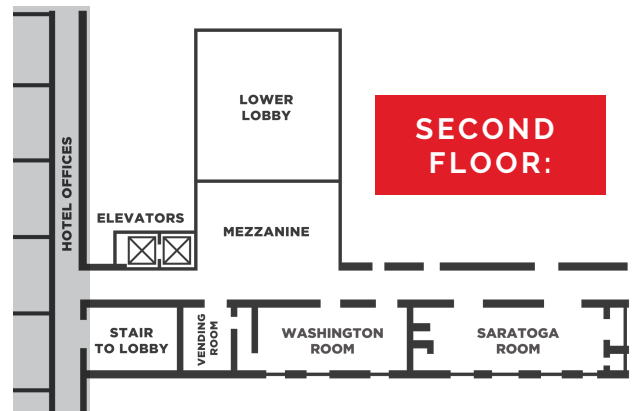 LOWER
LOBBY
SECOND
FLOOR:
HOTEL OFFICES
ELEVATORS
MEZZANINE
STAIR
TO LOBBY
VENDING
ROOM
WASHINGTON
ROOM
SARATOGA
ROOM